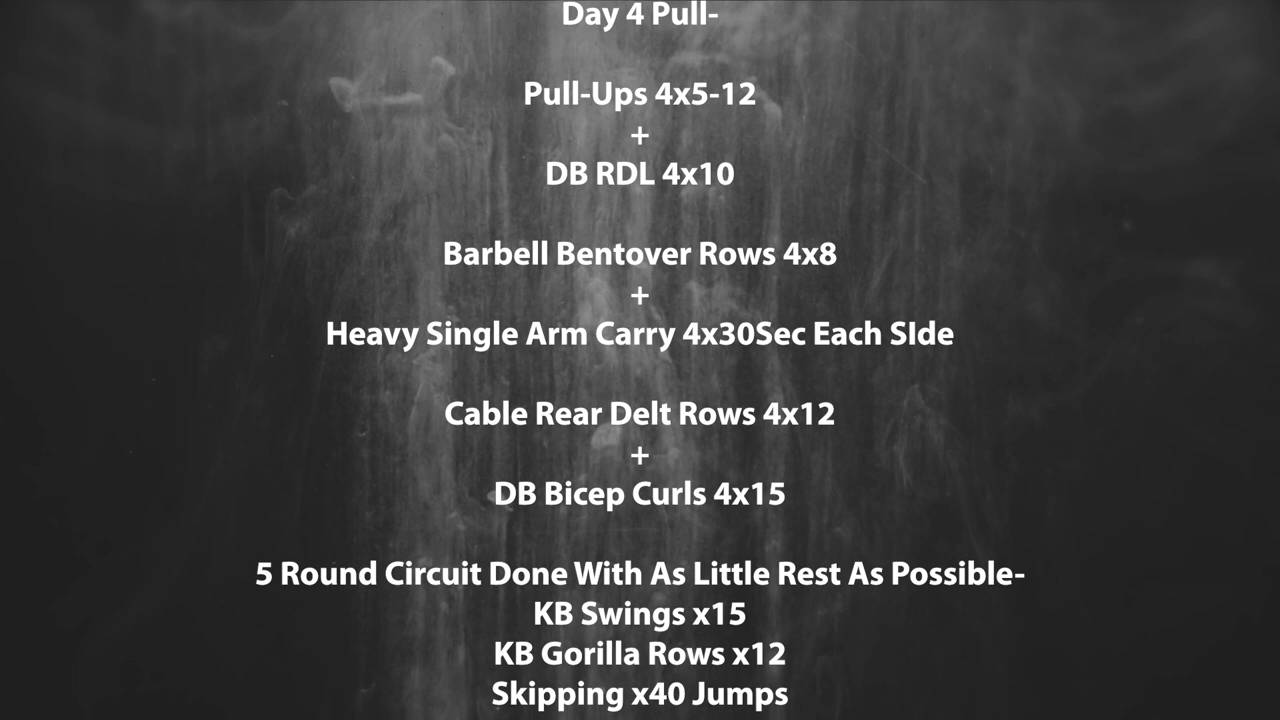 Day 4 Pull-
Pull-Ups 4x5-12
+
DB RDL 4x10
Barbell Bentover Rows 4x8
+
Heavy Single Arm Carry 4x30Sec Each SIde
Cable Rear Delt Rows 4x12
+
DB Bicep Curls 4x15
5 Round Circuit Done With As Little Rest As Possible-
KB Swings x15
KB Gorilla Rows x12
Skipping x40 Jumps